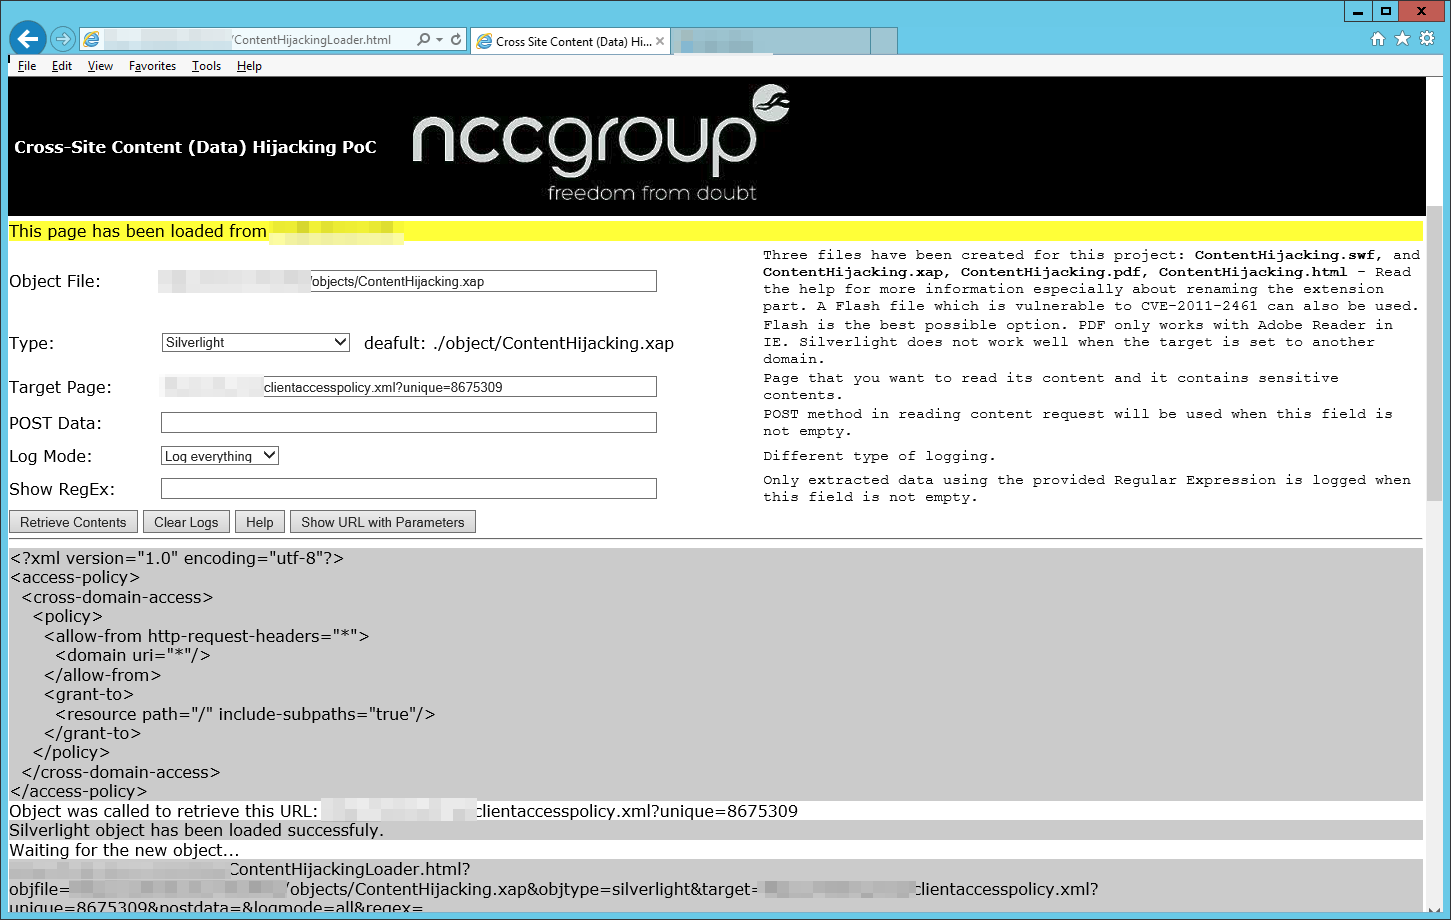 /ContentHijackingLoader.html
Cross Site Content (Data) Hi...
File Edit View Favorites Tools Help
Cross-Site Content (Data) Hijacking PoC
nccgroup
freedom from doubt
This page has been loaded from
Object File: /objects/ContentHijacking.xap
Three files have been created for this project: ContentHijacking.swf, and
ContentHijacking.xap, ContentHijacking.pdf, ContentHijacking.html - Read
the help for more information especially about renaming the extension
part. A Flash file which is vulnerable to CVE-2011-2461 can also be used.
Type: Silverlight deafult: ./object/ContentHijacking.xap
Flash is the best possible option. PDF only works with Adobe Reader in
IE. Silverlight does not work well when the target is set to another
domain.
Target Page: clientaccesspolicy.xml?unique=8675309
Page that you want to read its content and it contains sensitive
contents.
POST Data:
POST method in reading content request will be used when this field is
not empty.
Log Mode: Log everything
Different type of logging.
Show RegEx:
Only extracted data using the provided Regular Expression is logged when
this field is not empty.
Retrieve Contents Clear Logs Help Show URL with Parameters
<?xml version="1.0" encoding="utf-8"?>
<access-policy>
<cross-domain-access>
<policy>
<allow-from http-request-headers="*">
<domain uri="*"/>
</allow-from>
<grant-to>
<resource path="/" include-subpaths="true"/>
</grant-to>
</policy>
</cross-domain-access>
</access-policy>
Object was called to retrieve this URL: clientaccesspolicy.xml?unique=8675309
Silverlight object has been loaded successfuly.
Waiting for the new object...
ContentHijackingLoader.html?
objfile= /objects/ContentHijacking.xap&objtype=silverlight&target= clientaccesspolicy.xml?
unique=8675309&postdata=&logmode=all&regex=